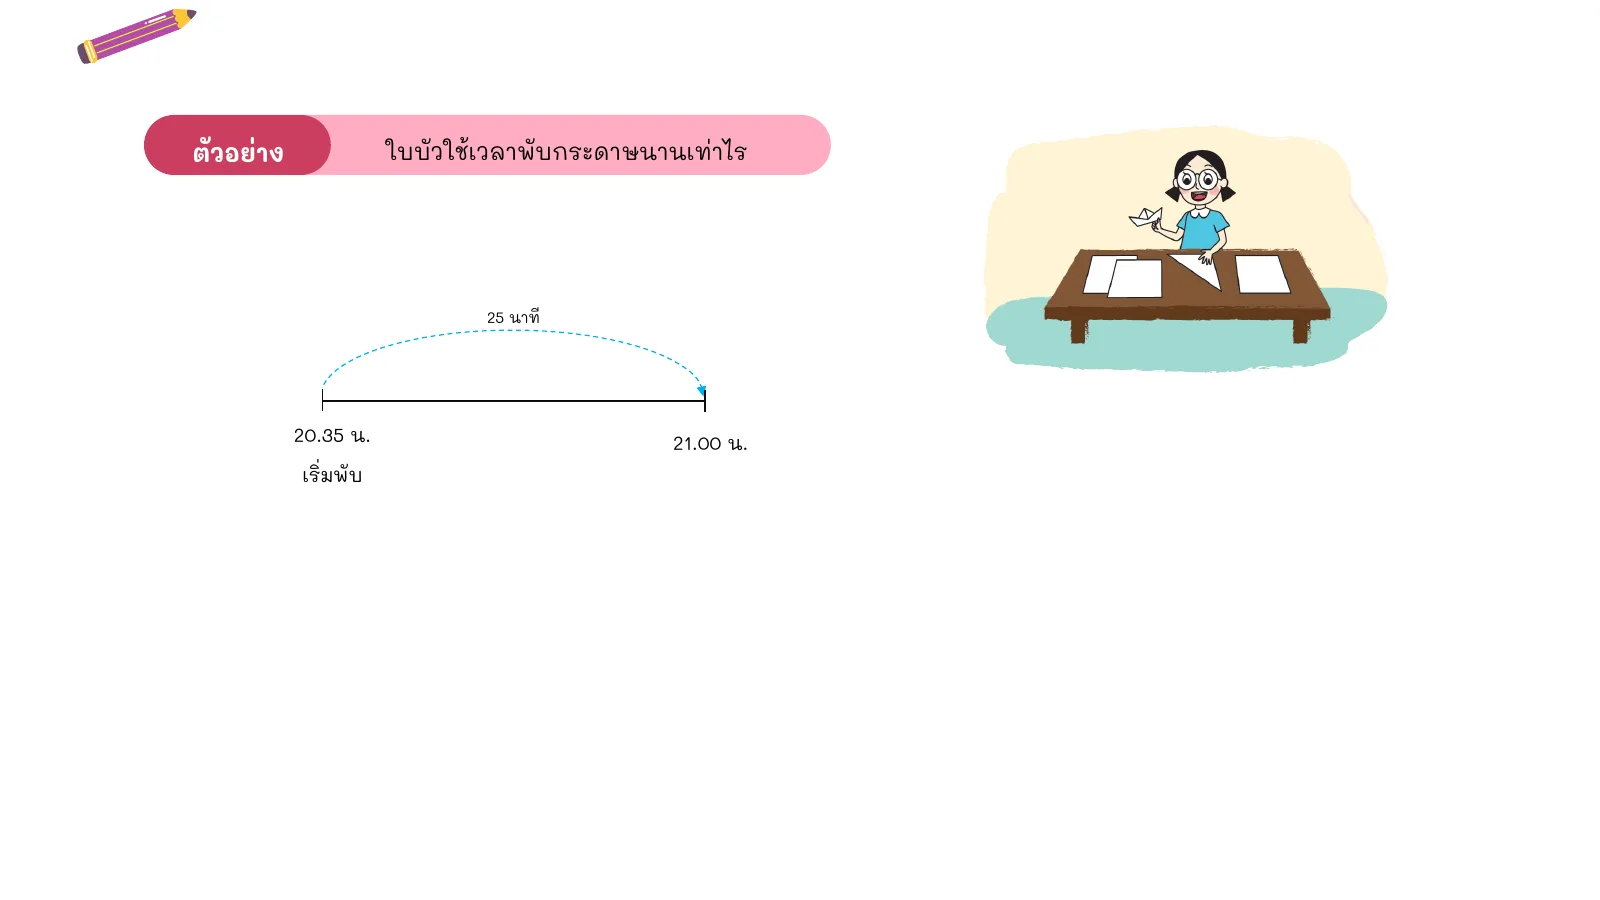 ตัวอย่าง ใบบัวใช้เวลาพับกระดาษนานเท่าไร
25 นาที
20.35 น.
เริ่มพับ
21.00 น.